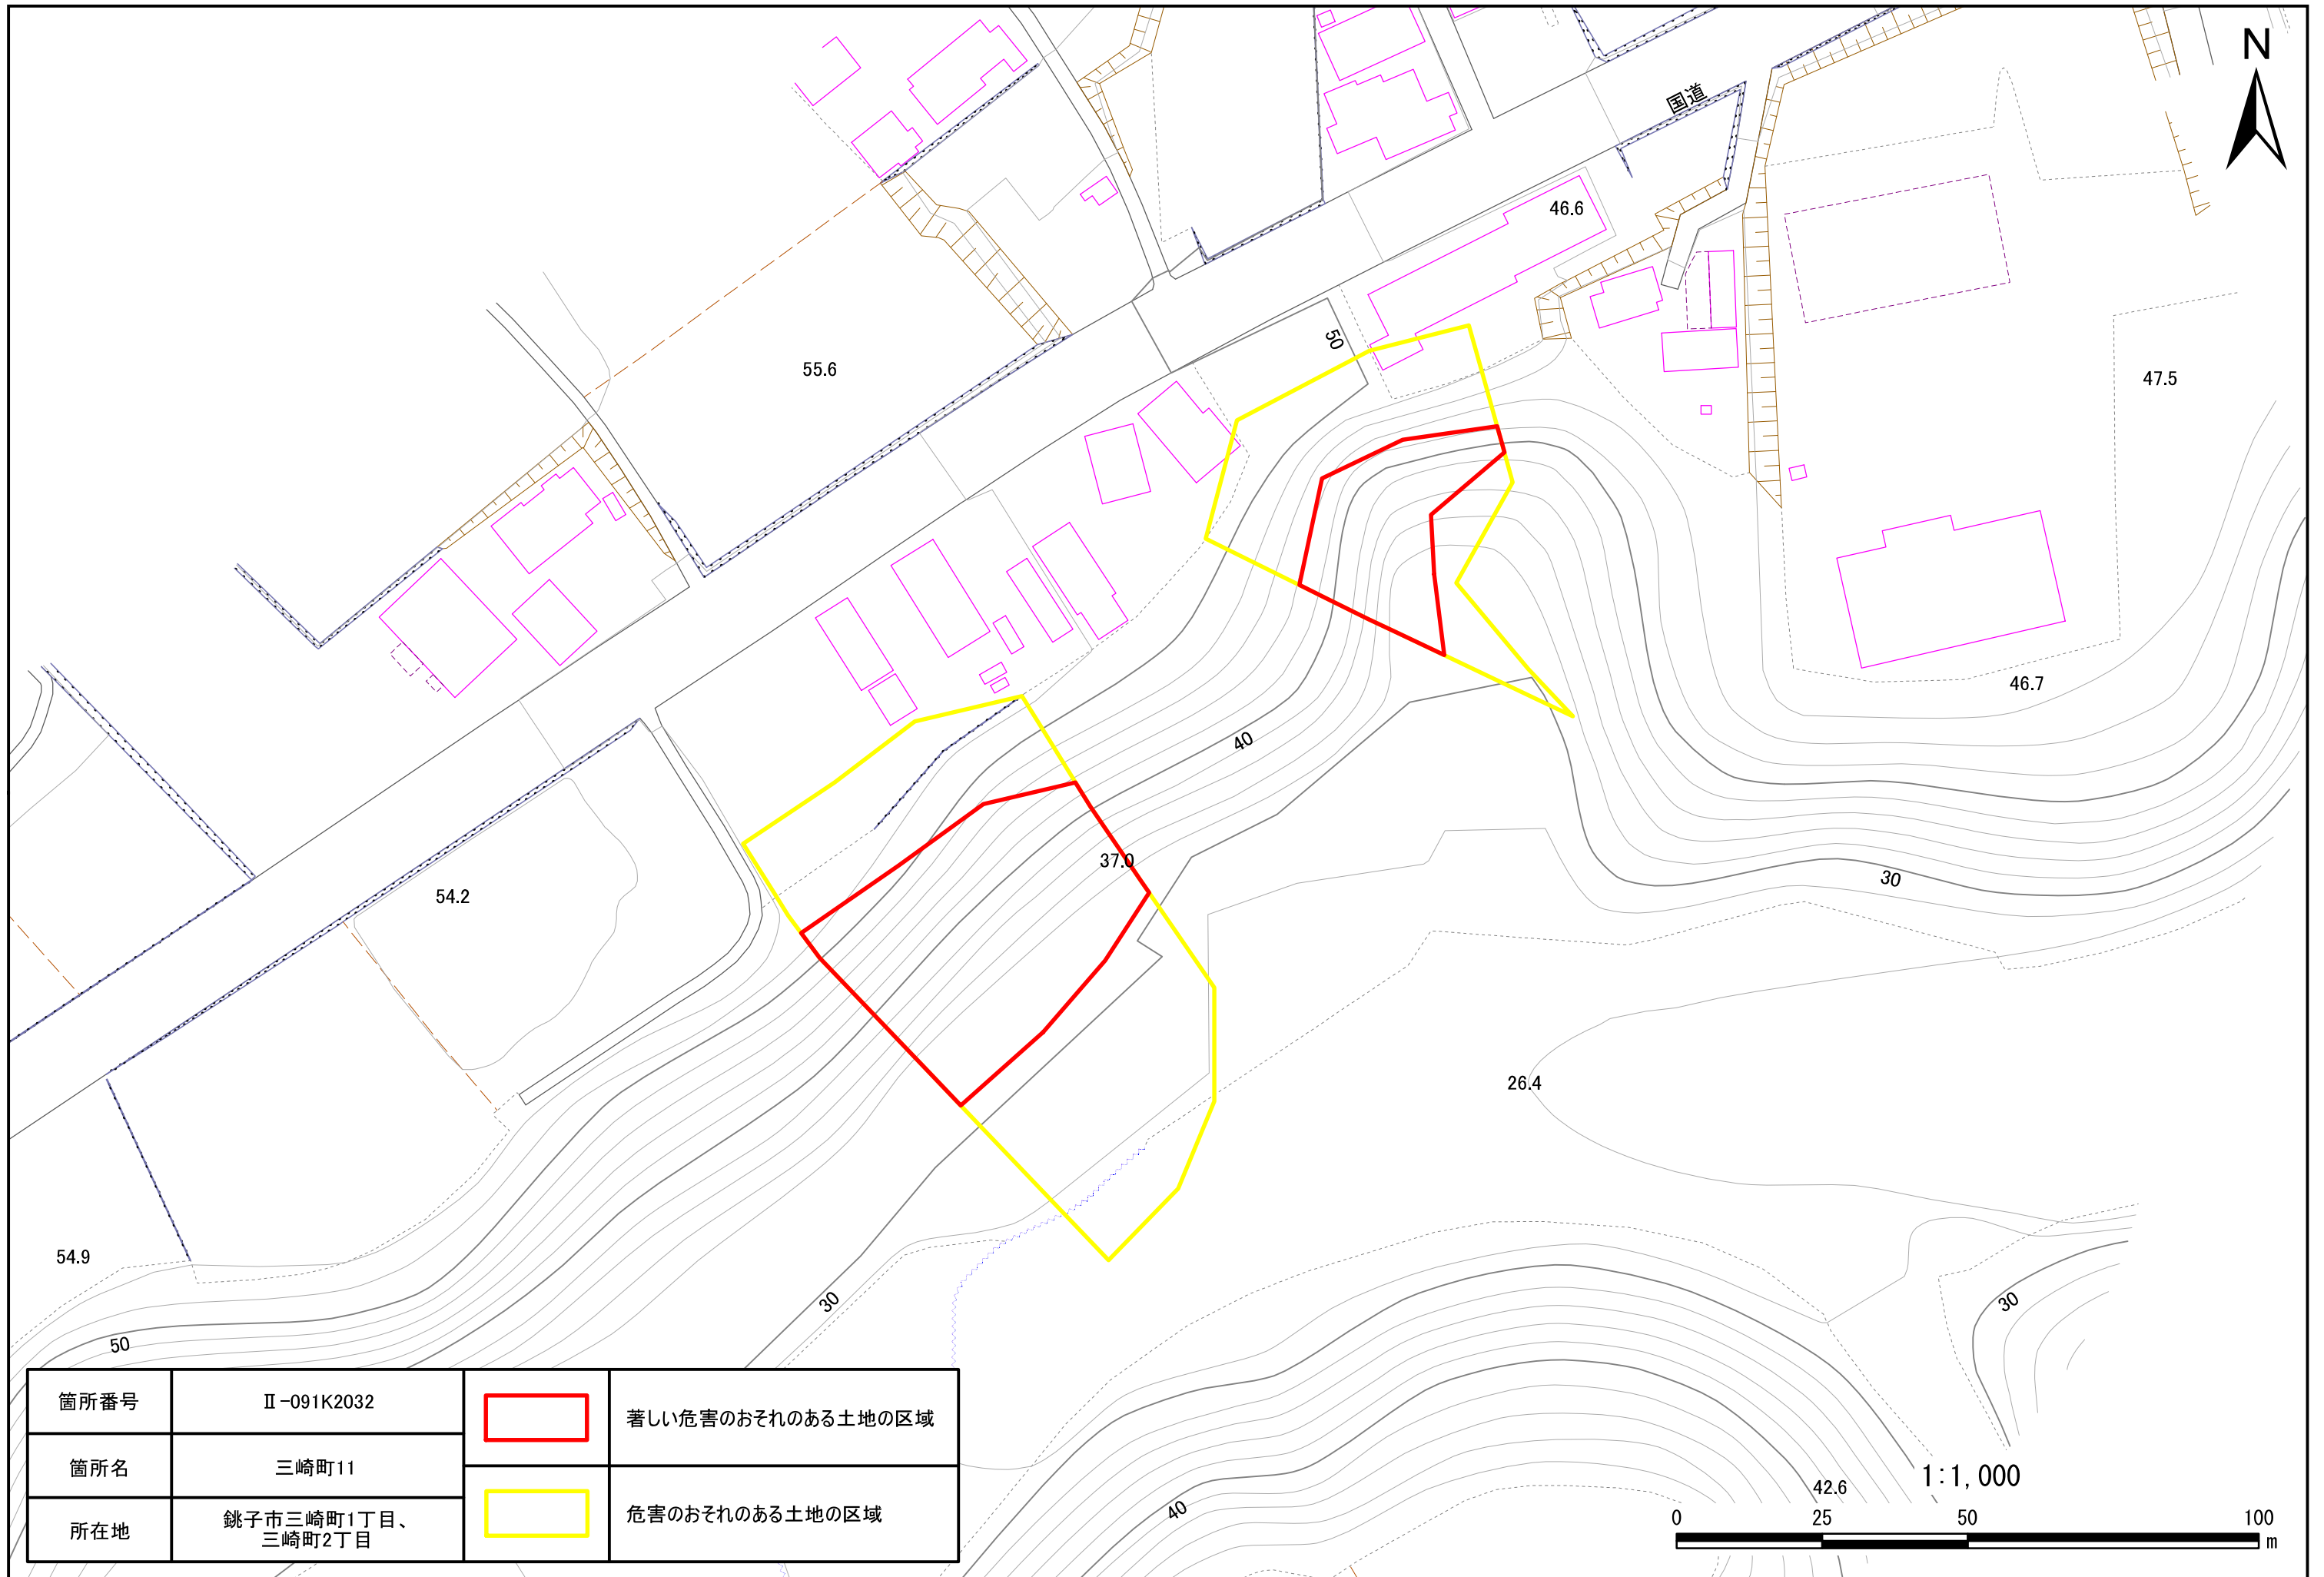 N
国道
46.6
50
55.6
47.5
46.7
40
37.0
54.2
30
26.4
54.9
30
30
50
42.6
40
箇所番号
Ⅱ-091K2032
箇所名
三崎町11
所在地
銚子市三崎町1丁目、
三崎町2丁目
著しい危害のおそれのある土地の区域
危害のおそれのある土地の区域
1:1,000
0 25 50 100
m